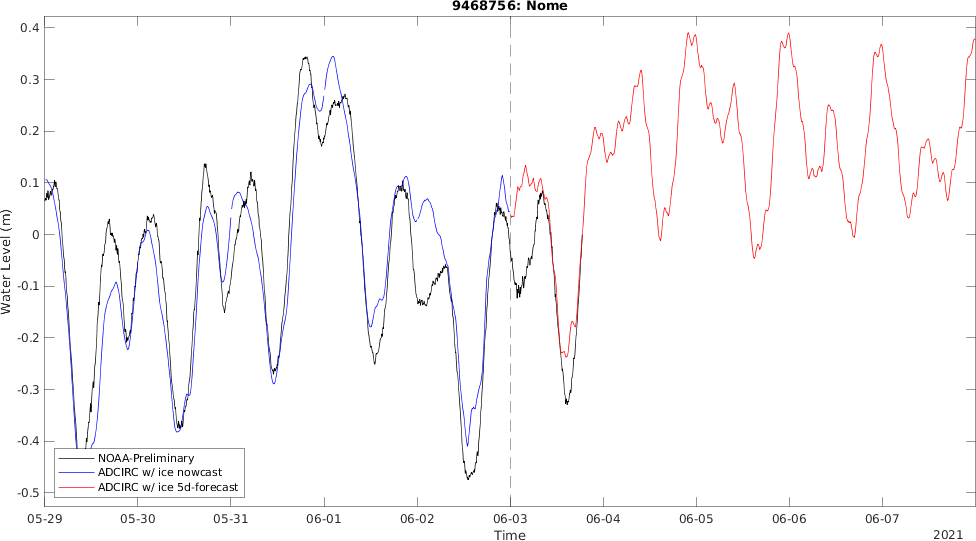 9468756: Nome
0.4
0.3
0.2
0.1
0
-0.1
-0.2
-0.3
-0.4
-0.5
Water Level (m)
NOAA-Preliminary
ADCIRC w/ ice nowcast
ADCIRC w/ ice 5d-forecast
05-29 05-30 05-31 06-01 06-02 06-03 06-04 06-05 06-06 06-07
Time
2021